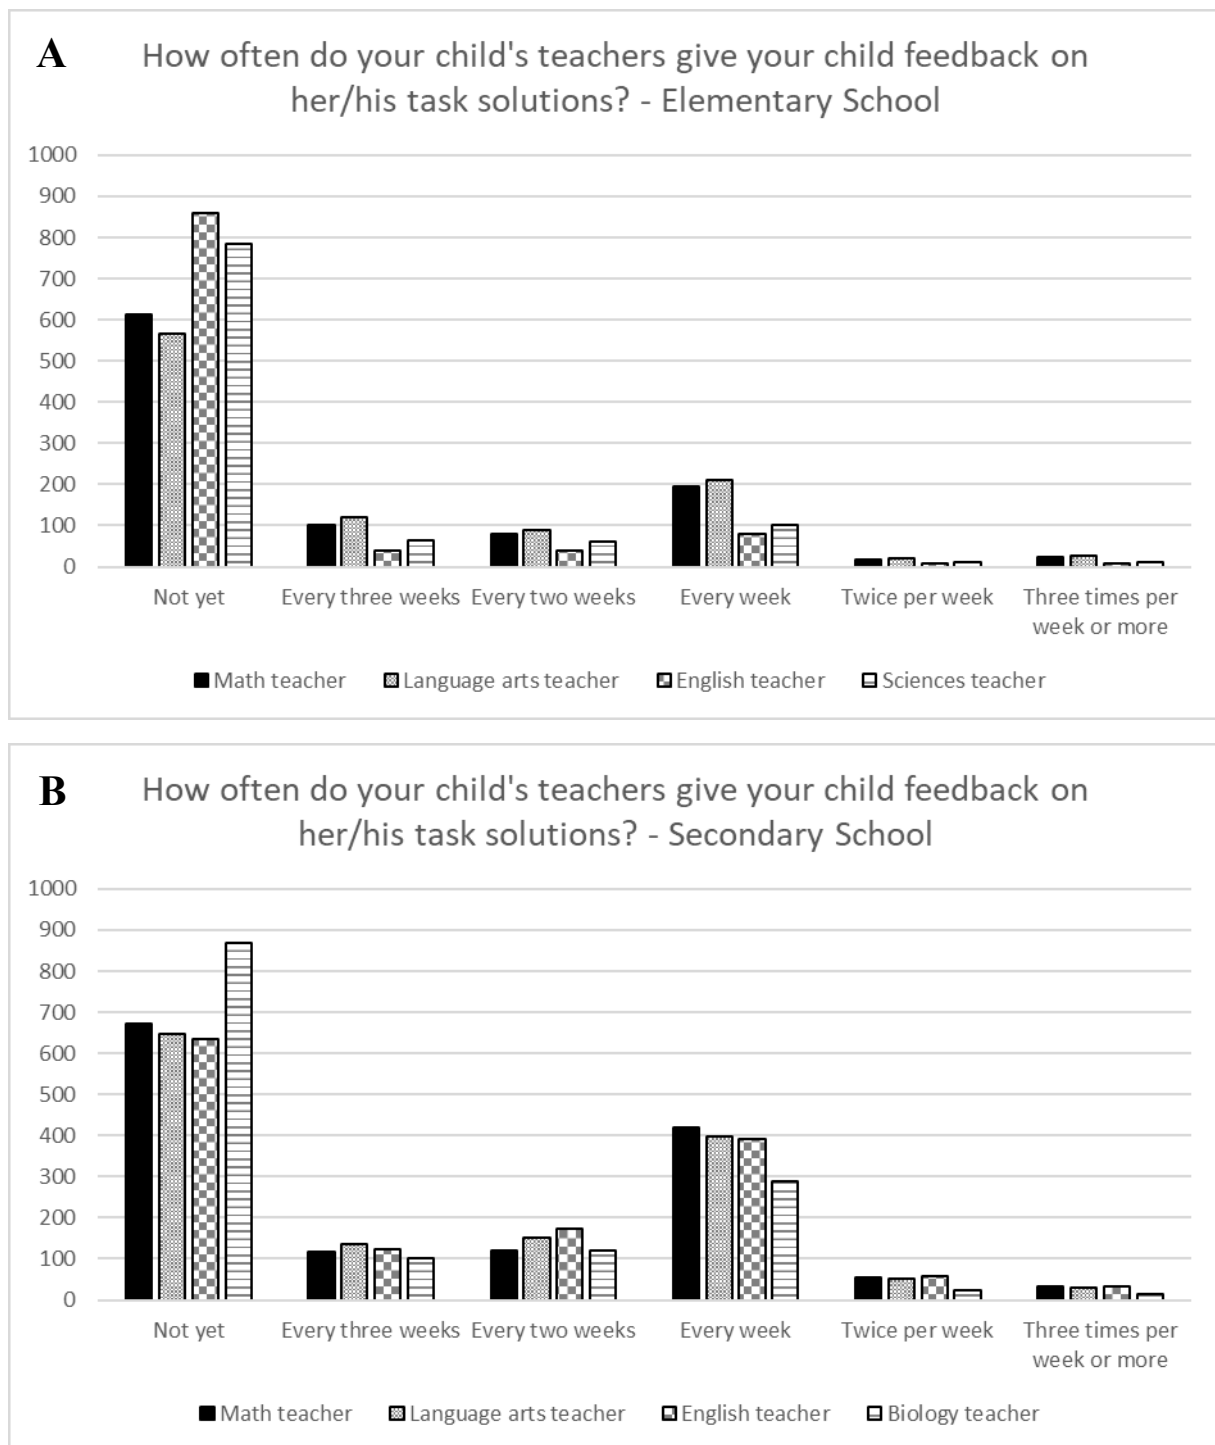 A
How often do your child's teachers give your child feedback on
her/his task solutions? - Elementary School
1000
900
800
700
600
500
400
300
200
100
0
Not yet
Every three weeks
Every two weeks
Every week
Twice per week
Three times per
week or more
Math teacher
Language arts teacher
English teacher
Sciences teacher
B
How often do your child's teachers give your child feedback on
her/his task solutions? - Secondary School
1000
900
800
700
600
500
400
300
200
100
0
Not yet
Every three weeks
Every two weeks
Every week
Twice per week
Three times per
week or more
Math teacher
Language arts teacher
English teacher
Biology teacher